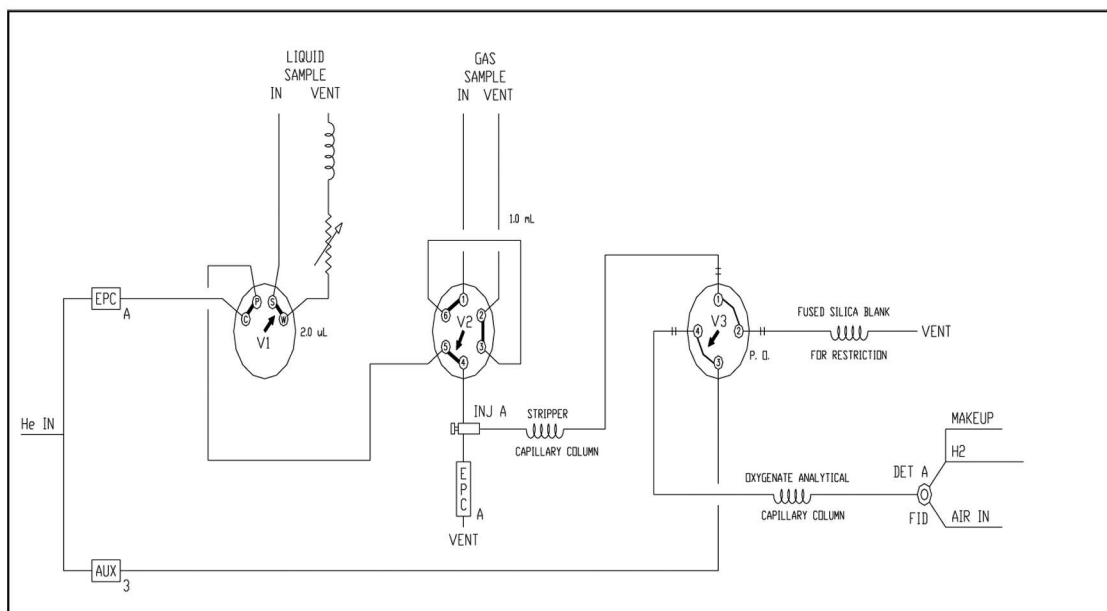 LIQUID
SAMPLE
IN VENT
GAS
SAMPLE
IN VENT
1.0 mL
EPC
A
P
S
C
W
V1
2.0 uL
1
6
2
V2
5
3
4
1
4
V3
2
3
P. O.
FUSED SILICA BLANK
FOR RESTRICTION
VENT
He IN
INJ A
STRIPPER
CAPILLARY COLUMN
EPC
A
VENT
OXYGENATE ANALYTICAL
CAPILLARY COLUMN
MAKEUP
H2
DET A
FID
AIR IN
AUX
3